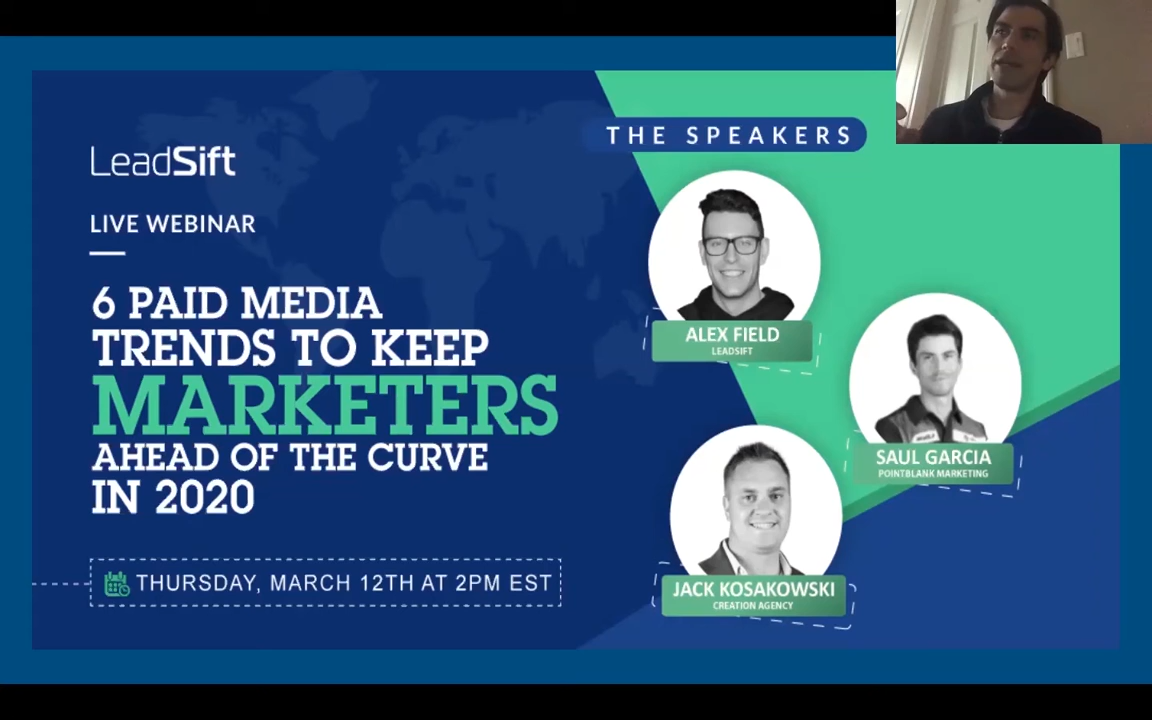 LeadSift
LIVE WEBINAR
6 PAID MEDIA
TRENDS TO KEEP
MARKETERS
AHEAD OF THE CURVE
IN 2020
THURSDAY, MARCH 12TH AT 2PM EST
THE SPEAKERS
ALEX FIELD
LEADSIFT
SAUL GARCIA
POINTBLANK MARKETING
JACK KOSAKOWSKI
CREATION AGENCY